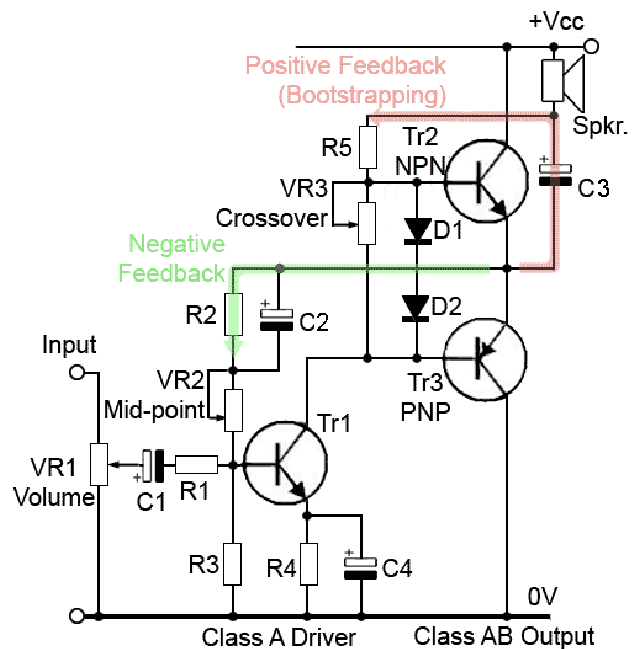 +Vcc
Positive Feedback
(Bootstrapping)
Spkr.
R5
Tr2
NPN
+
C3
VR3
Crossover
D1
Negative
Feedback
R2
+
C2
D2
Input
VR2
Mid-point
Tr3
PNP
Tr1
VR1
Volume
+
C1
R1
R3
R4
+
C4
0V
Class A Driver
Class AB Output